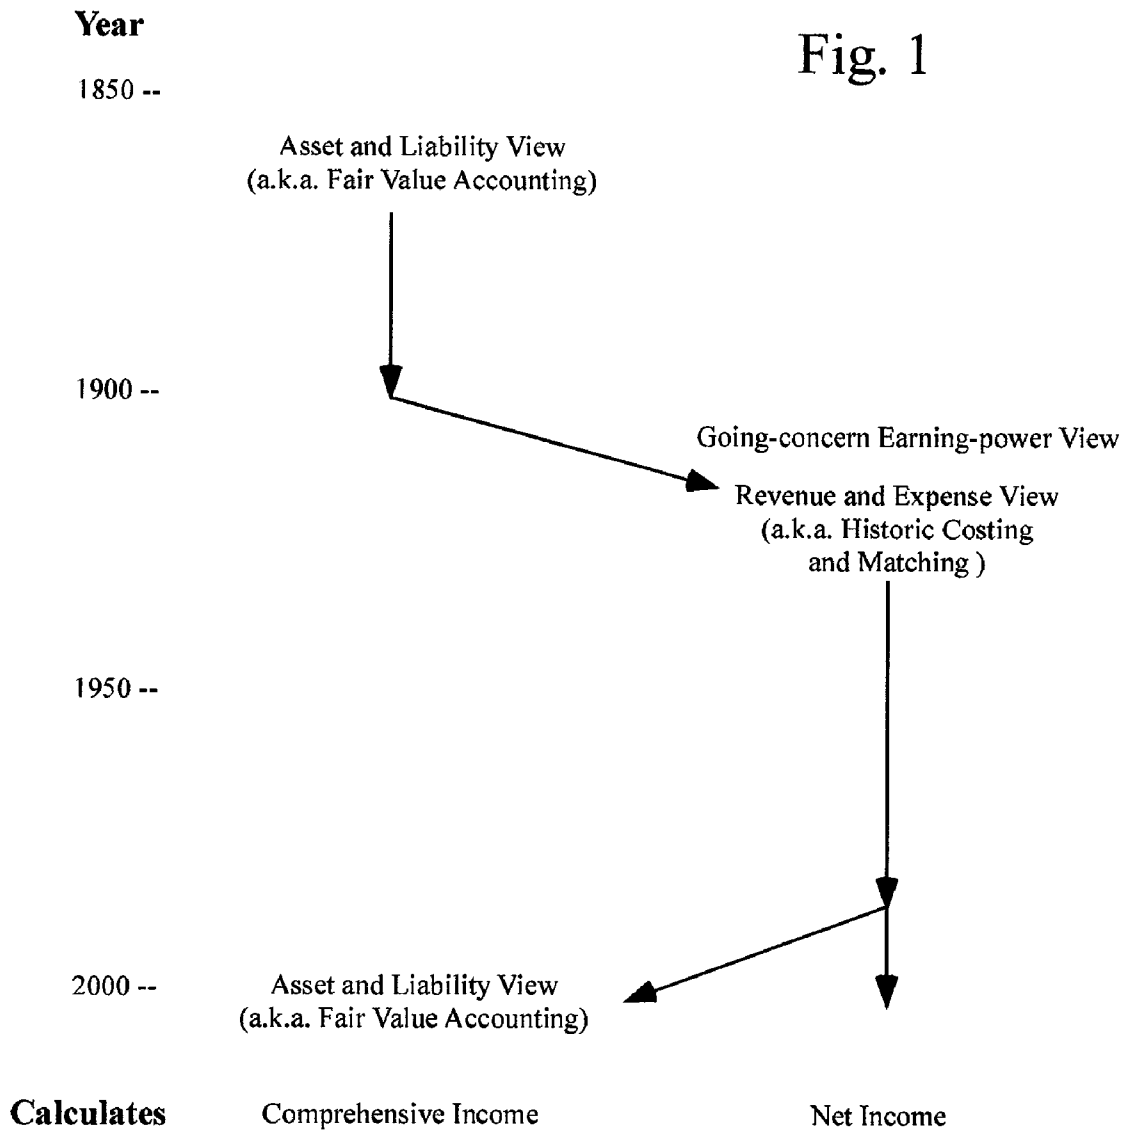 Year
Fig. 1
1850 --
Asset and Liability View
(a.k.a. Fair Value Accounting)
1900 --
Going-concern Earning-power View
Revenue and Expense View
(a.k.a. Historic Costing
and Matching )
1950 --
2000 --
Asset and Liability View
(a.k.a. Fair Value Accounting)
Calculates
Comprehensive Income
Net Income